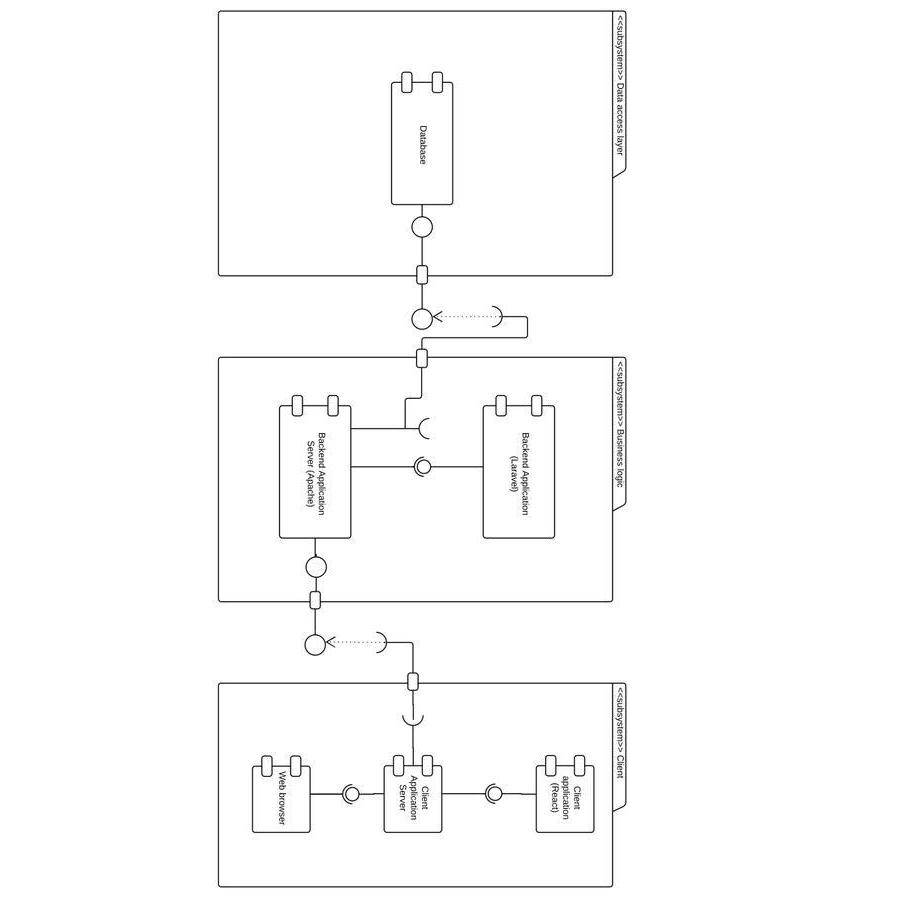 <<subsystem>> Data access layer
Database
<<subsystem>> Business logic
Backend Application
Server (Apache)
Backend Application
(Laravel)
<<subsystem>> Client
Web browser
Client
Application
Server
Client
application
(React)